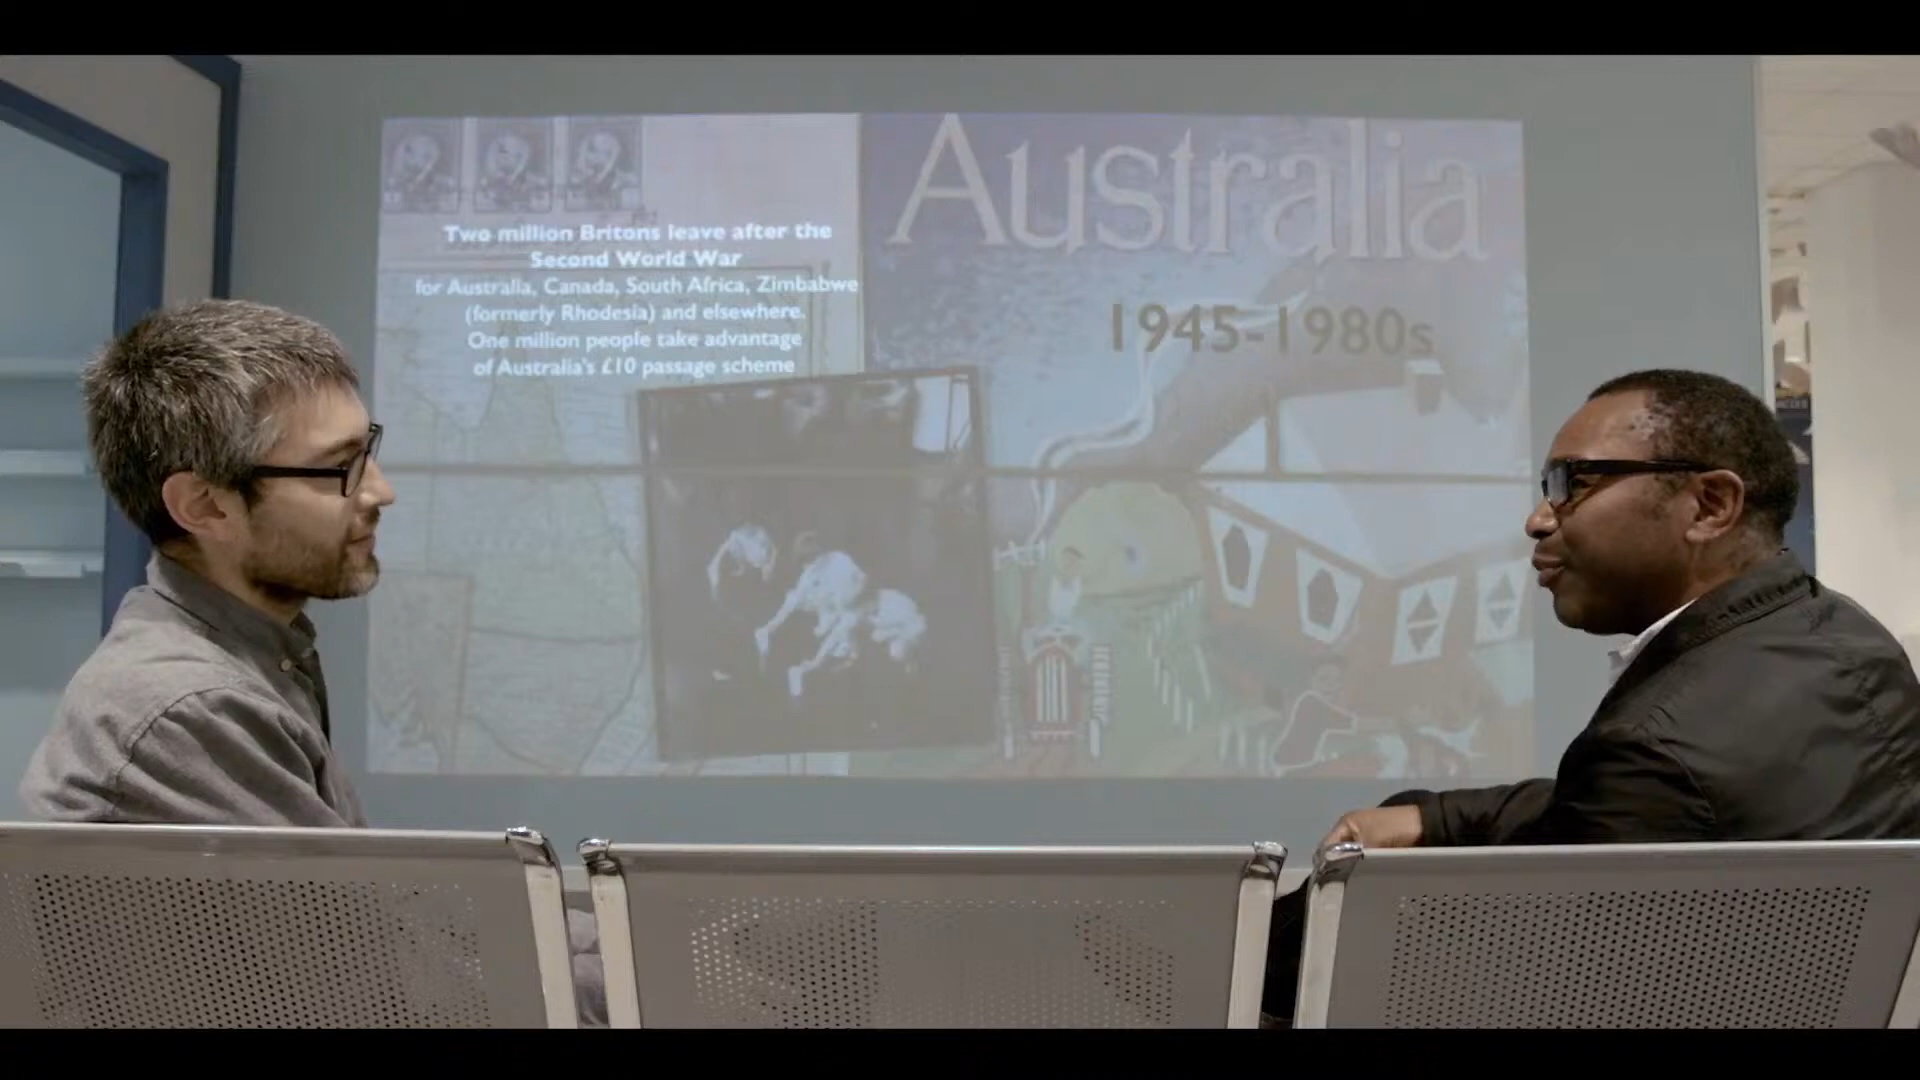 Two million Britons leave after the
Second World War
for Australia, Canada, South Africa, Zimbabwe
(formerly Rhodesia) and elsewhere.
One million people take advantage
of Australia's £10 passage scheme
Australia
1945-1980s